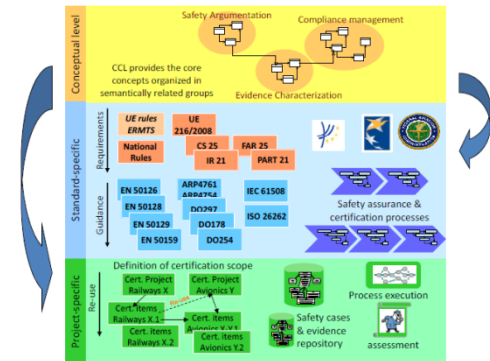 Conceptual level
Safety Argumentation
Compliance management
CCL provides the core
concepts organized in
semantically related groups
Evidence Characterization
Standard-specific
Requirements
UE rules
ERMTS
UE
216/2008
National
Rules
CS 25
FAR 25
IR 21
PART 21
Guidance
EN 50126
ARP4761
ARP4754
IEC 61508
EN 50128
DO297
ISO 26262
EN 50129
DO178
EN 50159
DO254
Safety assurance &
certification processes
Project-specific
Re-use
Definition of certification scope
Cert. Project
Railways X
Cert. Project
Avionics Y
Re-use
Cert. items
Railways X.1
Cert. items
Avionics Y.Y.1
Cert. items
Railways X.2
Cert. items
Avionics Y.2
Safety cases
& evidence
repository
Process execution
assessment